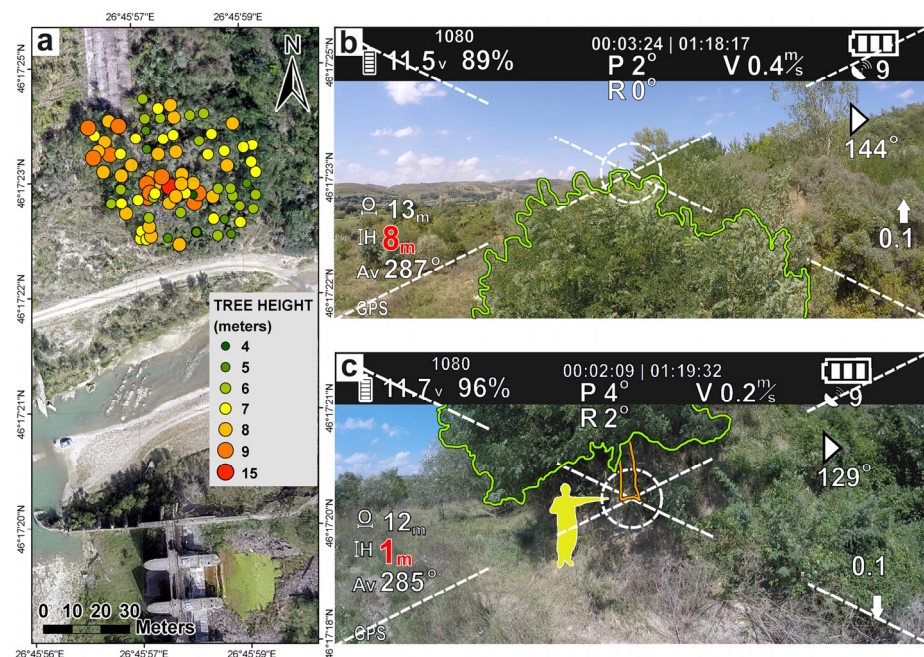 26°45'57"E
26°45'59"E
a
N
46°17'25"N
46°17'25"N
46°17'23"N
46°17'23"N
46°17'22"N
46°17'22"N
46°17'21"N
46°17'21"N
46°17'20"N
46°17'20"N
46°17'18"N
TREE HEIGHT
(meters)
4
5
6
7
8
9
15
0 10 20 30
Meters
26°45'56"E
26°45'57"E
26°45'59"E
b
1080
11.5v 89%
00:03:24 | 01:18:17
P 2°
R 0°
V 0.4m/s
9
144°
0.1
13m
H 8m
Av 287°
GPS
c
1080
11.7v 96%
00:02:09 | 01:19:32
P 4°
R 2°
V 0.2m/s
9
129°
0.1
12m
H 1m
Av 285°
GPS